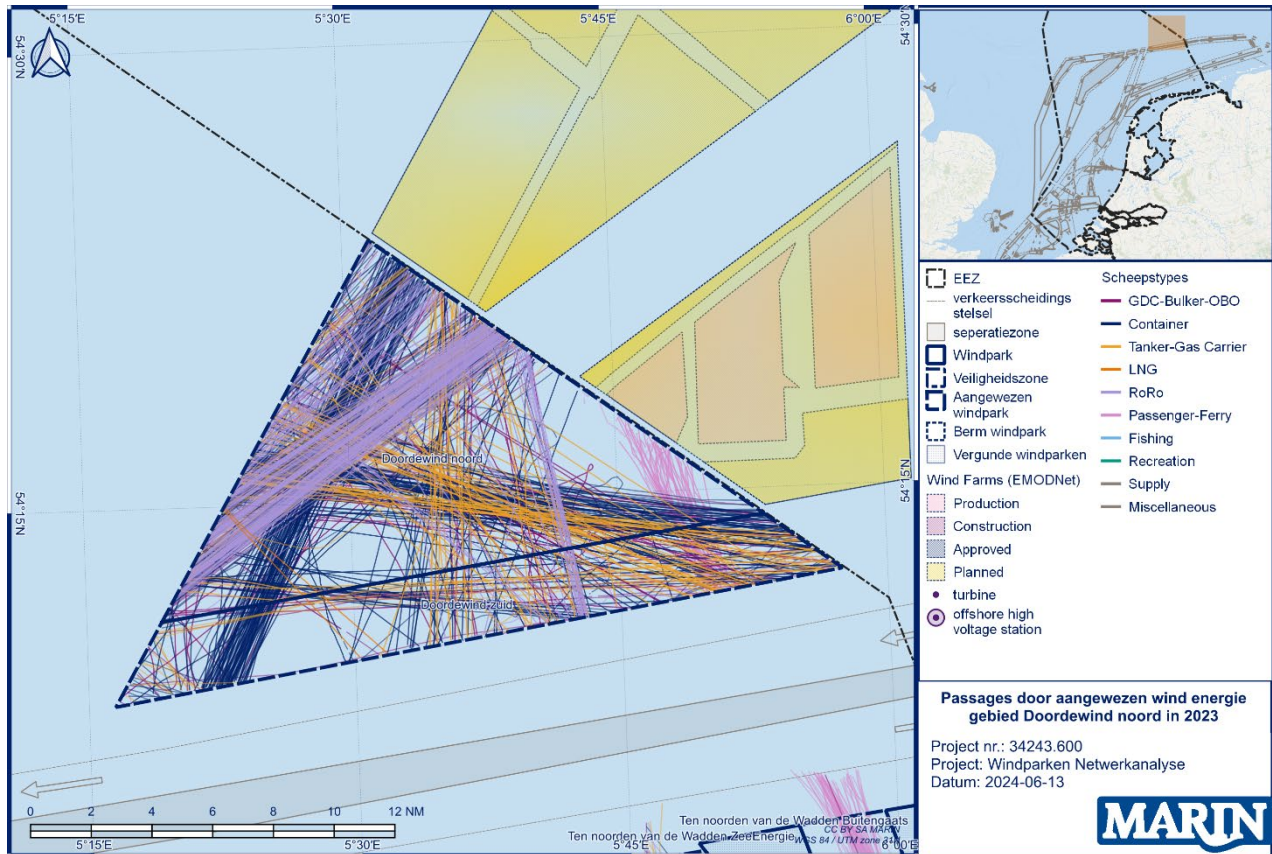 5°15'E
5°30'E
5°45'E
6°00'E
54°30'N
54°30'N
54°15'N
54°15'N
Doordewind noord
Doordewind zuid
0 2 4 6 8 10 12 NM
Ten noorden van de Wadden Buitengaats
CC BY SA MARIN
Ten noorden van de Wadden ZeeEnergie
5°15'E
5°30'E
5°45'E
6°00'E
EEZ
verkeersscheidings
stelsel
seperatiezone
Windpark
Veiligheidszone
Aangewezen
windpark
Berm windpark
Vergunde windparken
Wind Farms (EMODNet)
Production
Construction
Approved
Planned
turbine
offshore high
voltage station
Scheepstypes
GDC-Bulker-OBO
Container
Tanker-Gas Carrier
LNG
RoRo
Passenger-Ferry
Fishing
Recreation
Supply
Miscellaneous
Passages door aangewezen wind energie
gebied Doordewind noord in 2023
Project nr.: 34243.600
Project: Windparken Netwerkanalyse
Datum: 2024-06-13
MARIN